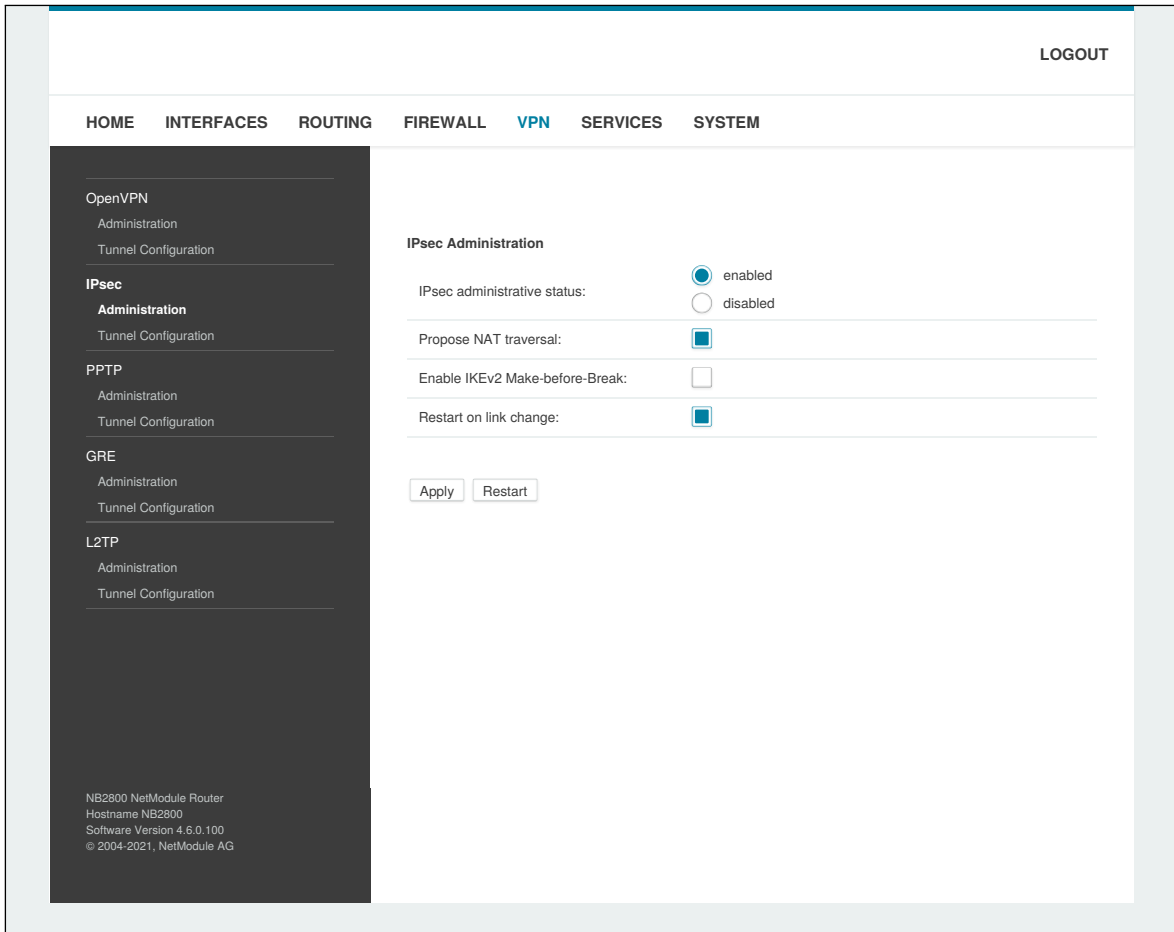 LOGOUT
HOME INTERFACES ROUTING FIREWALL VPN SERVICES SYSTEM
OpenVPN
Administration
Tunnel Configuration
IPsec
Administration
Tunnel Configuration
PPTP
Administration
Tunnel Configuration
GRE
Administration
Tunnel Configuration
L2TP
Administration
Tunnel Configuration
NB2800 NetModule Router
Hostname NB2800
Software Version 4.6.0.100
© 2004-2021, NetModule AG
IPsec Administration
IPsec administrative status:
enabled
disabled
Propose NAT traversal:
Enable IKEv2 Make-before-Break:
Restart on link change:
Apply Restart